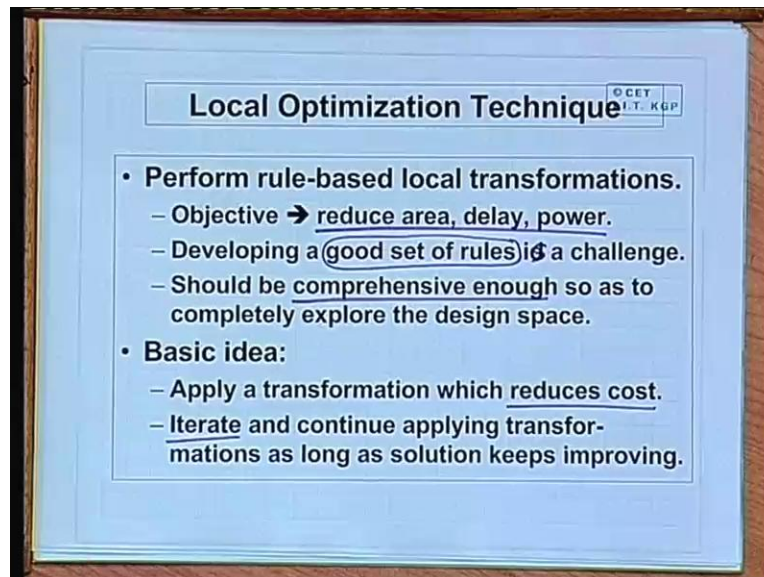 Local Optimization Technique
© CET
I.I.T. KGP
• Perform rule-based local transformations.
– Objective ➔ reduce area, delay, power.
– Developing a good set of rules is a challenge.
– Should be comprehensive enough so as to
completely explore the design space.
• Basic idea:
– Apply a transformation which reduces cost.
– Iterate and continue applying transfor-
mations as long as solution keeps improving.